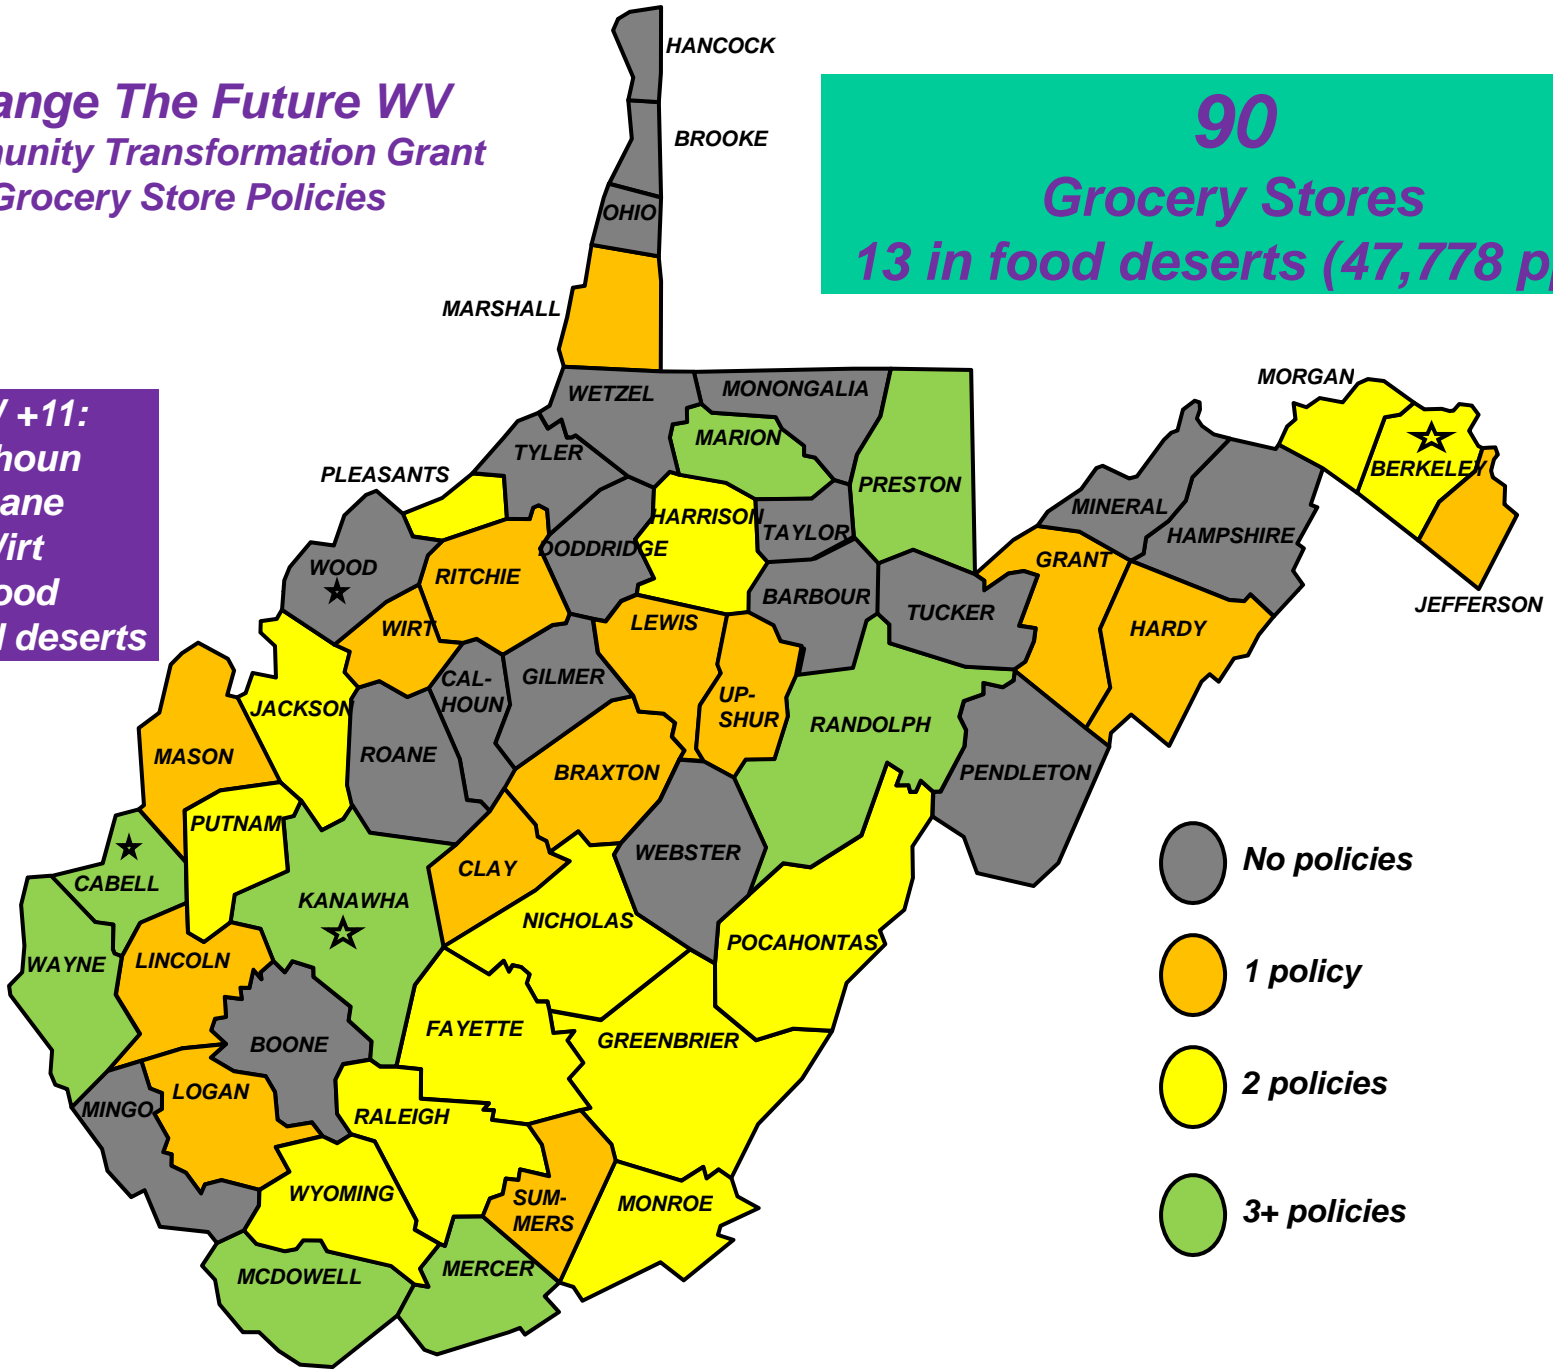 ange The Future WV
unity Transformation Grant
Grocery Store Policies
90
Grocery Stores
13 in food deserts (47,778
+11:
houn
ane
Wirt
ood
deserts
HANCOCK
BROOKE
OHIO
MARSHALL
WETZEL
MONONGALIA
MORGAN
MARION
TYLER
PLEASANTS
BERKELEY
PRESTON
MINERAL
HARRISON
TAYLOR
HAMPSHIRE
DODDRIDGE
GRANT
WOOD
RITCHIE
BARBOUR
TUCKER
JEFFERSON
WIRT
LEWIS
HARDY
CAL-
HOUN
GILMER
UP-
SHUR
JACKSON
RANDOLPH
MASON
ROANE
BRAXTON
PENDLETON
PUTNAM
WEBSTER
No policies
CLAY
CABELL
KANAWHA
NICHOLAS
POCAHONTAS
WAYNE
LINCOLN
1 policy
FAYETTE
GREENBRIER
BOONE
LOGAN
2 policies
MINGO
RALEIGH
WYOMING
SUM-
MERS
MONROE
3+ policies
MCDOWELL
MERCER